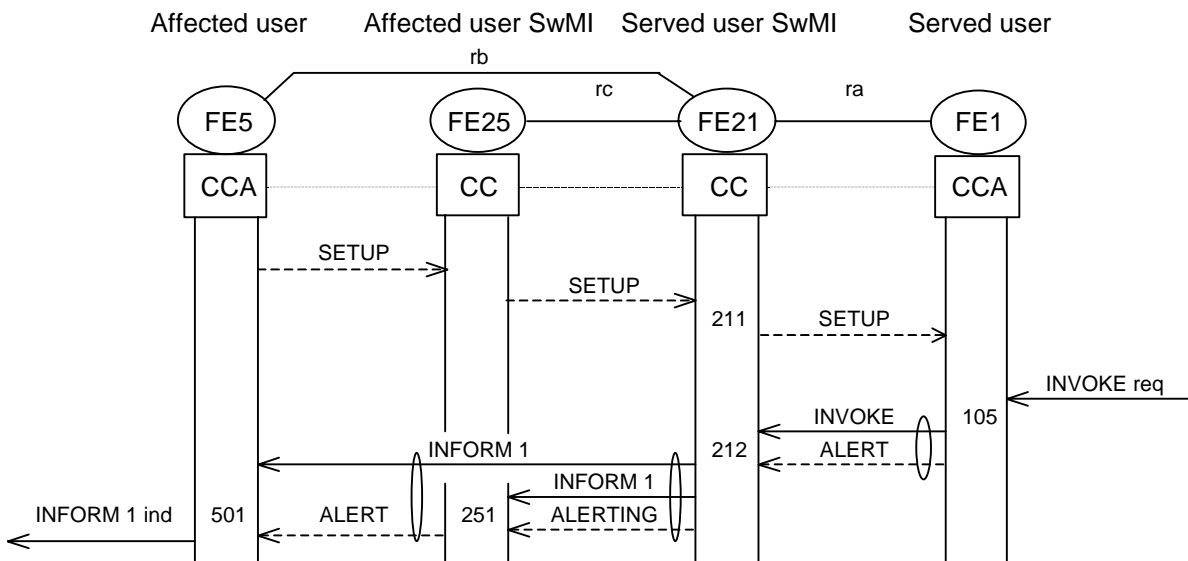 Affected user Affected user SwMI Served user SwMI Served user
rb
rc ra
FE5 FE25 FE21 FE1
CCA CC CC CCA
SETUP
SETUP
211 SETUP
INVOKE req
INVOKE 105
INFORM 1 212 ALERT
INFORM 1
INFORM 1 ind 501 ALERT 251 ALERTING